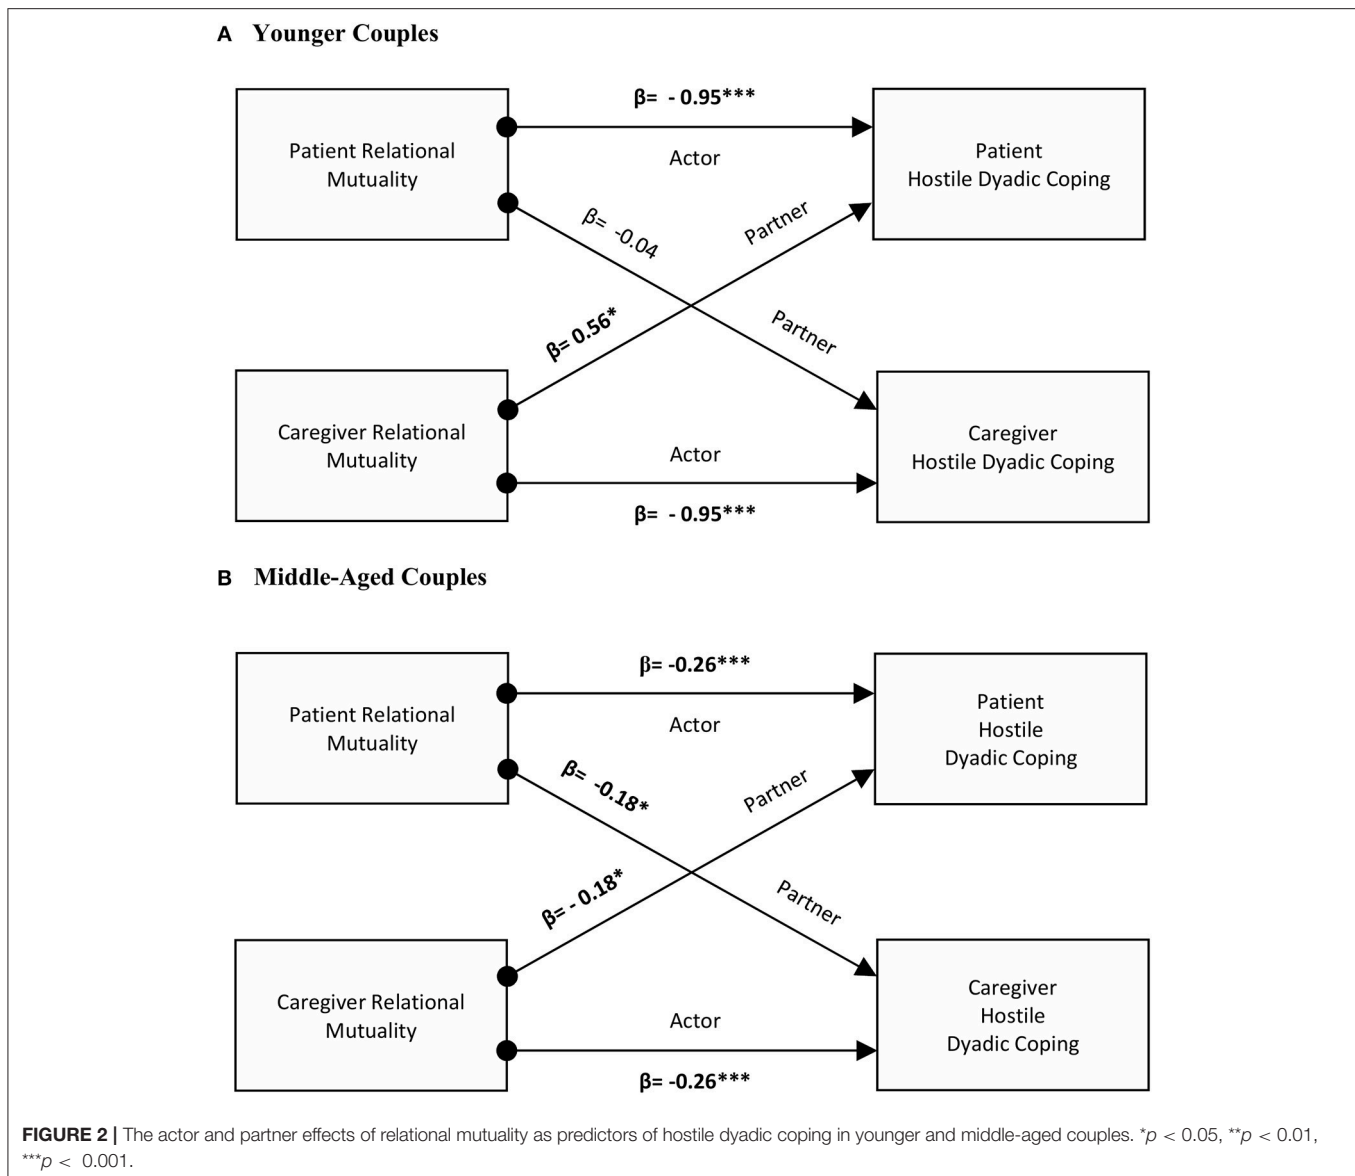 A Younger Couples
β= - 0.95***
Patient Relational
Mutuality
Actor
Patient
Hostile Dyadic Coping
β= -0.04
Partner
β= 0.56*
Partner
Caregiver Relational
Mutuality
Actor
Caregiver
Hostile Dyadic Coping
β= - 0.95***
B Middle-Aged Couples
β= -0.26***
Patient Relational
Mutuality
Actor
Patient
Hostile
Dyadic Coping
β= -0.18*
Partner
β= - 0.18*
Partner
Caregiver Relational
Mutuality
Actor
Caregiver
Hostile
Dyadic Coping
β= -0.26***
FIGURE 2 | The actor and partner effects of relational mutuality as predictors of hostile dyadic coping in younger and middle-aged couples. *p < 0.05, **p < 0.01,
***p < 0.001.